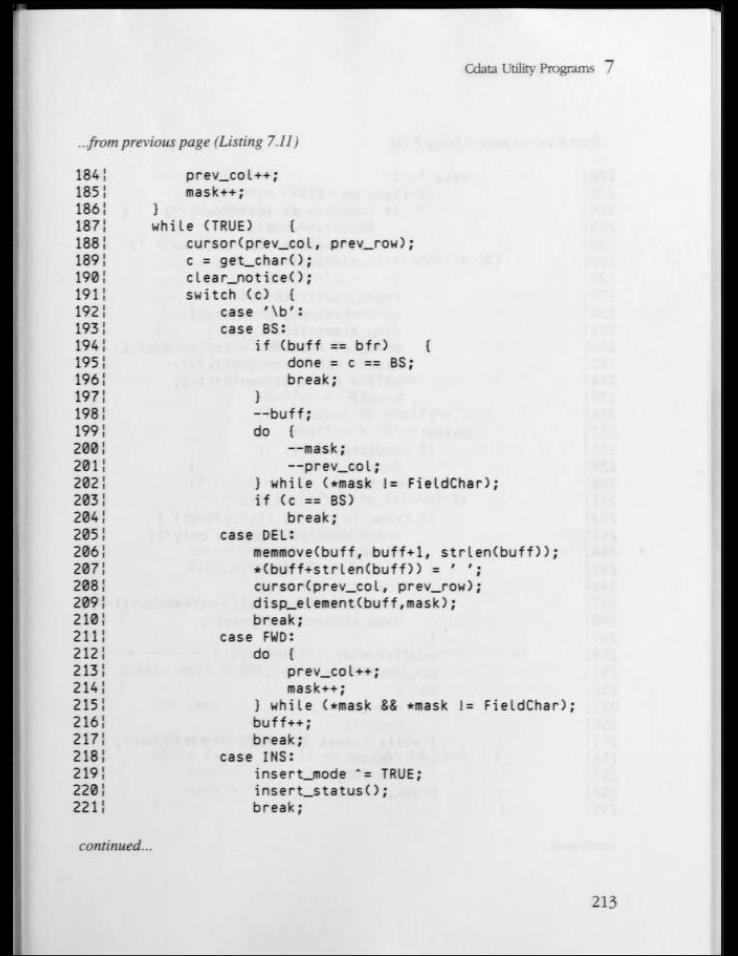 Cdata Utility Programs 7
...from previous page (Listing 7.11)
184¦ prev_col++;
185¦ mask++;
186¦ }
187¦ while (TRUE) {
188¦ cursor(prev_col, prev_row);
189¦ c = get_char();
190¦ clear_notice();
191¦ switch (c) {
192¦ case '\b':
193¦ case BS:
194¦ if (buff == bfr) {
195¦ done = c == BS;
196¦ break;
197¦ }
198¦ --buff;
199¦ do {
200¦ --mask;
201¦ --prev_col;
202¦ } while (*mask != FieldChar);
203¦ if (c == BS)
204¦ break;
205¦ case DEL:
206¦ memmove(buff, buff+1, strlen(buff));
207¦ *(buff+strlen(buff)) = ' ';
208¦ cursor(prev_col, prev_row);
209¦ disp_element(buff,mask);
210¦ break;
211¦ case FWD:
212¦ do {
213¦ prev_col++;
214¦ mask++;
215¦ } while (*mask && *mask != FieldChar);
216¦ buff++;
217¦ break;
218¦ case INS:
219¦ insert_mode ^= TRUE;
220¦ insert_status();
221¦ break;
continued...
213